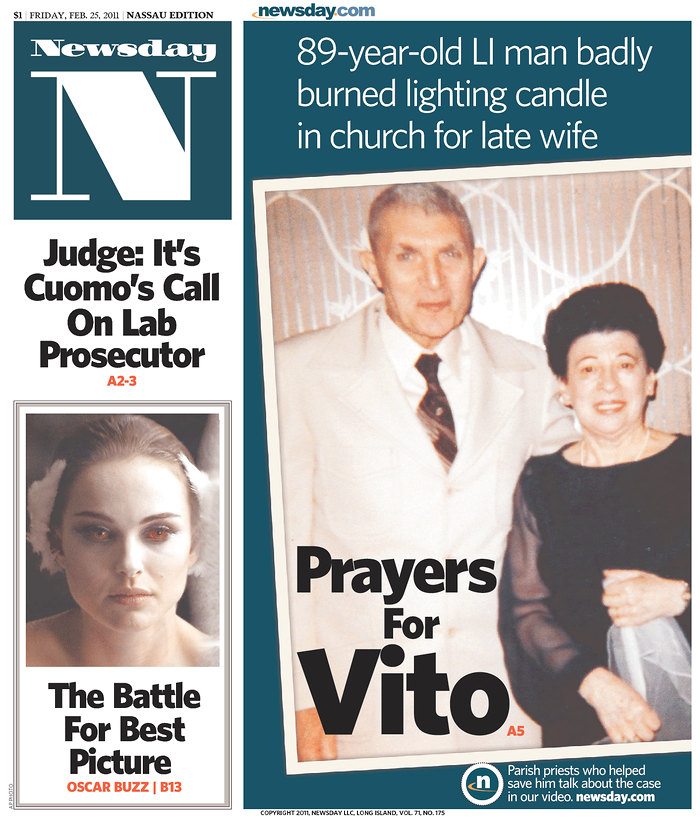 $1 | FRIDAY, FEB. 25, 2011 | NASSAU EDITION
newsday.com
Newsday
N
89-year-old LI man badly
burned lighting candle
in church for late wife
Judge: It's
Cuomo's Call
On Lab
Prosecutor
A2-3
The Battle
For Best
Picture
OSCAR BUZZ | B13
AP PHOTO
Prayers
For
Vito
A5
n
Parish priests who helped
save him talk about the case
in our video. newsday.com
COPYRIGHT 2011, NEWSDAY LLC, LONG ISLAND, VOL. 71, NO. 175